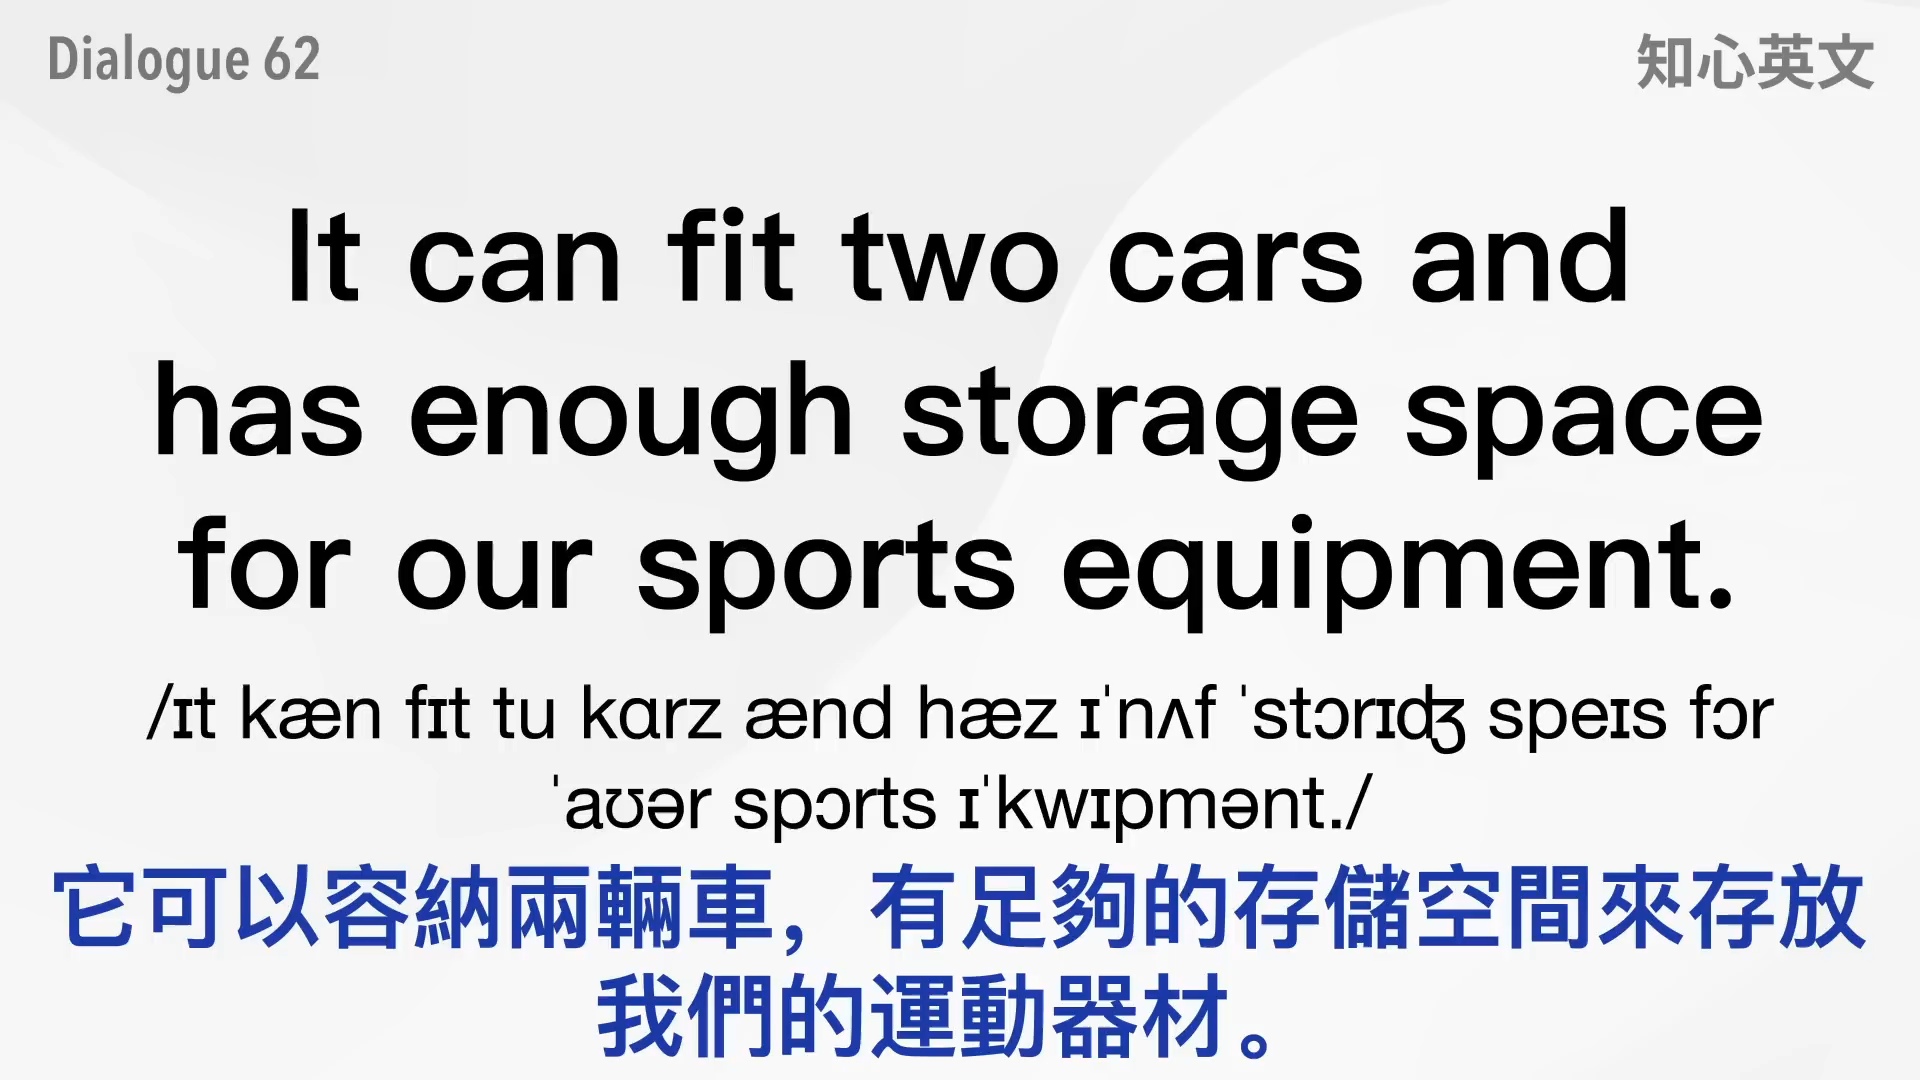 Dialogue 62
知心英文
It can fit two cars and
has enough storage space
for our sports equipment.
/ɪt kæn fɪt tu kɑrz ænd hæz ɪˈnʌf ˈstɔrɪʤ speɪs fɔr
ˈaʊər spɔrts ɪˈkwɪpmənt./
它可以容納兩輛車，有足夠的存儲空間來存放
我們的運動器材。